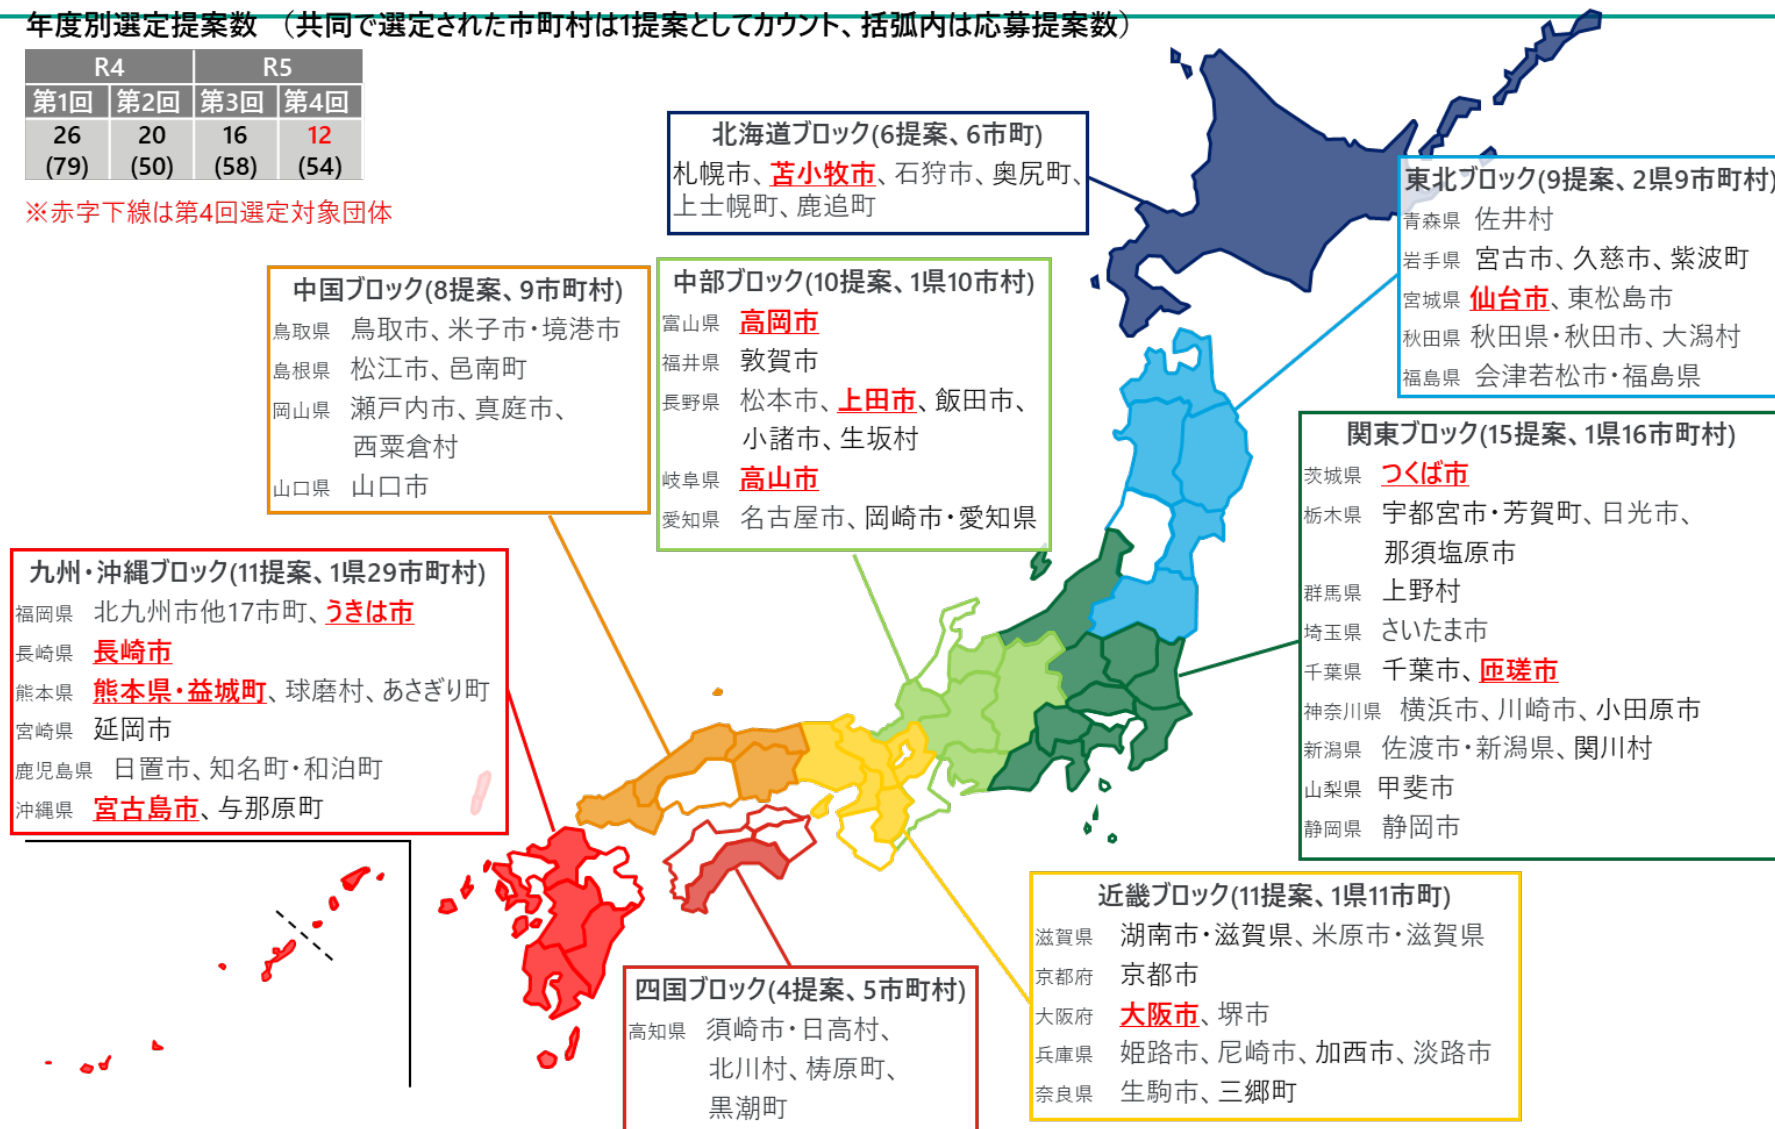 年度別選定提案数 (共同で選定された市町村は1提案としてカウント、括弧内は応募提案数)
R4 R5
第1回 第2回 第3回 第4回
26 20 16 12
(79) (50) (58) (54)
※赤字下線は第4回選定対象団体
北海道ブロック(6提案、6市町)
札幌市、苫小牧市、石狩市、奥尻町、
上士幌町、鹿追町
東北ブロック(9提案、2県9市町村)
青森県 佐井村
岩手県 宮古市、久慈市、紫波町
宮城県 仙台市、東松島市
秋田県 秋田県・秋田市、大潟村
福島県 会津若松市・福島県
中国ブロック(8提案、9市町村)
鳥取県 鳥取市、米子市・境港市
島根県 松江市、邑南町
岡山県 瀬戸内市、真庭市、
西粟倉村
山口県 山口市
中部ブロック(10提案、1県10市村)
富山県 高岡市
福井県 敦賀市
長野県 松本市、上田市、飯田市、
小諸市、生坂村
岐阜県 高山市
愛知県 名古屋市、岡崎市・愛知県
関東ブロック(15提案、1県16市町村)
茨城県 つくば市
栃木県 宇都宮市・芳賀町、日光市、
那須塩原市
群馬県 上野村
埼玉県 さいたま市
千葉県 千葉市、匝瑳市
神奈川県 横浜市、川崎市、小田原市
新潟県 佐渡市・新潟県、関川村
山梨県 甲斐市
静岡県 静岡市
九州・沖縄ブロック(11提案、1県29市町村)
福岡県 北九州市他17市町、うきは市
長崎県 長崎市
熊本県 熊本県・益城町、球磨村、あさぎり町
宮崎県 延岡市
鹿児島県 日置市、知名町・和泊町
沖縄県 宮古島市、与那原町
近畿ブロック(11提案、1県11市町)
滋賀県 湖南市・滋賀県、米原市・滋賀県
京都府 京都市
大阪府 大阪市、堺市
兵庫県 姫路市、尼崎市、加西市、淡路市
奈良県 生駒市、三郷町
四国ブロック(4提案、5市町村)
高知県 須崎市・日高村、
北川村、梼原町、
黒潮町